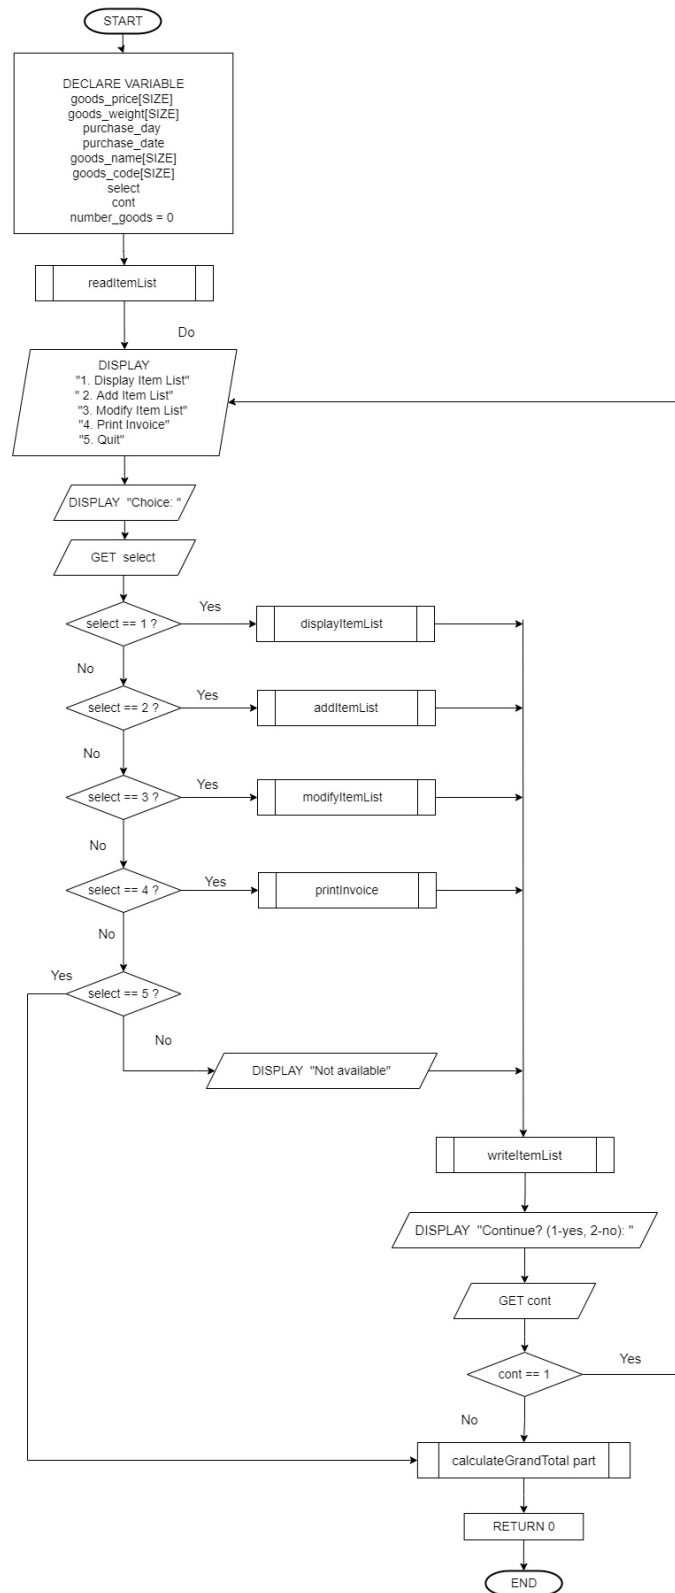 START
DECLARE VARIABLE
goods_price[SIZE]
goods_weight[SIZE]
purchase_day
purchase_date
goods_name[SIZE]
goods_code[SIZE]
select
cont
number_goods = 0
readItemList
Do
DISPLAY
"1. Display Item List"
" 2. Add Item List"
"3. Modify Item List"
"4. Print Invoice"
"5. Quit"
DISPLAY "Choice: "
GET select
select == 1 ?
Yes
displayItemList
No
select == 2 ?
Yes
addItemList
No
select == 3 ?
Yes
modifyItemList
No
select == 4 ?
Yes
printInvoice
No
Yes
select == 5 ?
No
DISPLAY "Not available"
writeItemList
DISPLAY "Continue? (1-yes, 2-no): "
GET cont
cont == 1
Yes
No
calculateGrandTotal part
RETURN 0
END